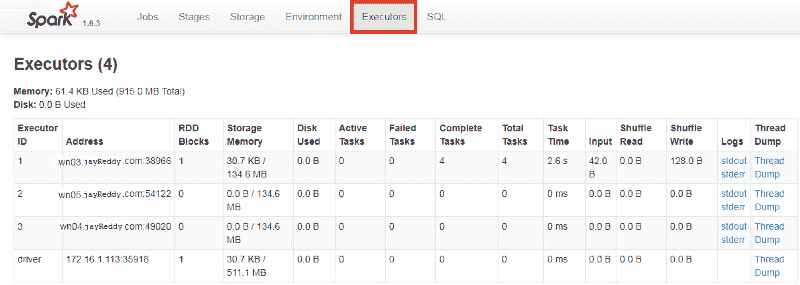 Spark 1.6.3 Jobs Stages Storage Environment Executors SQL
Executors (4)
Memory: 61.4 KB Used (915.0 MB Total)
Disk: 0.0 B Used
Executor ID Address RDD Blocks Storage Memory Disk Used Active Tasks Failed Tasks Complete Tasks Total Tasks Task Time Input Shuffle Read Shuffle Write Logs Thread Dump
1 wn03.jayReddy.com:38966 1 30.7 KB / 134.6 MB 0.0 B 0 0 4 4 2.6 s 42.0 B 0.0 B 128.0 B stdout stderr Thread Dump
2 wn05.jayReddy.com:54122 0 0.0 B / 134.6 MB 0.0 B 0 0 0 0 0 ms 0.0 B 0.0 B 0.0 B stdout stderr Thread Dump
3 wn04.jayReddy.com:49020 0 0.0 B / 134.6 MB 0.0 B 0 0 0 0 0 ms 0.0 B 0.0 B 0.0 B stdout stderr Thread Dump
driver 172.16.1.113:35918 1 30.7 KB / 511.1 MB 0.0 B 0 0 0 0 0 ms 0.0 B 0.0 B 0.0 B Thread Dump